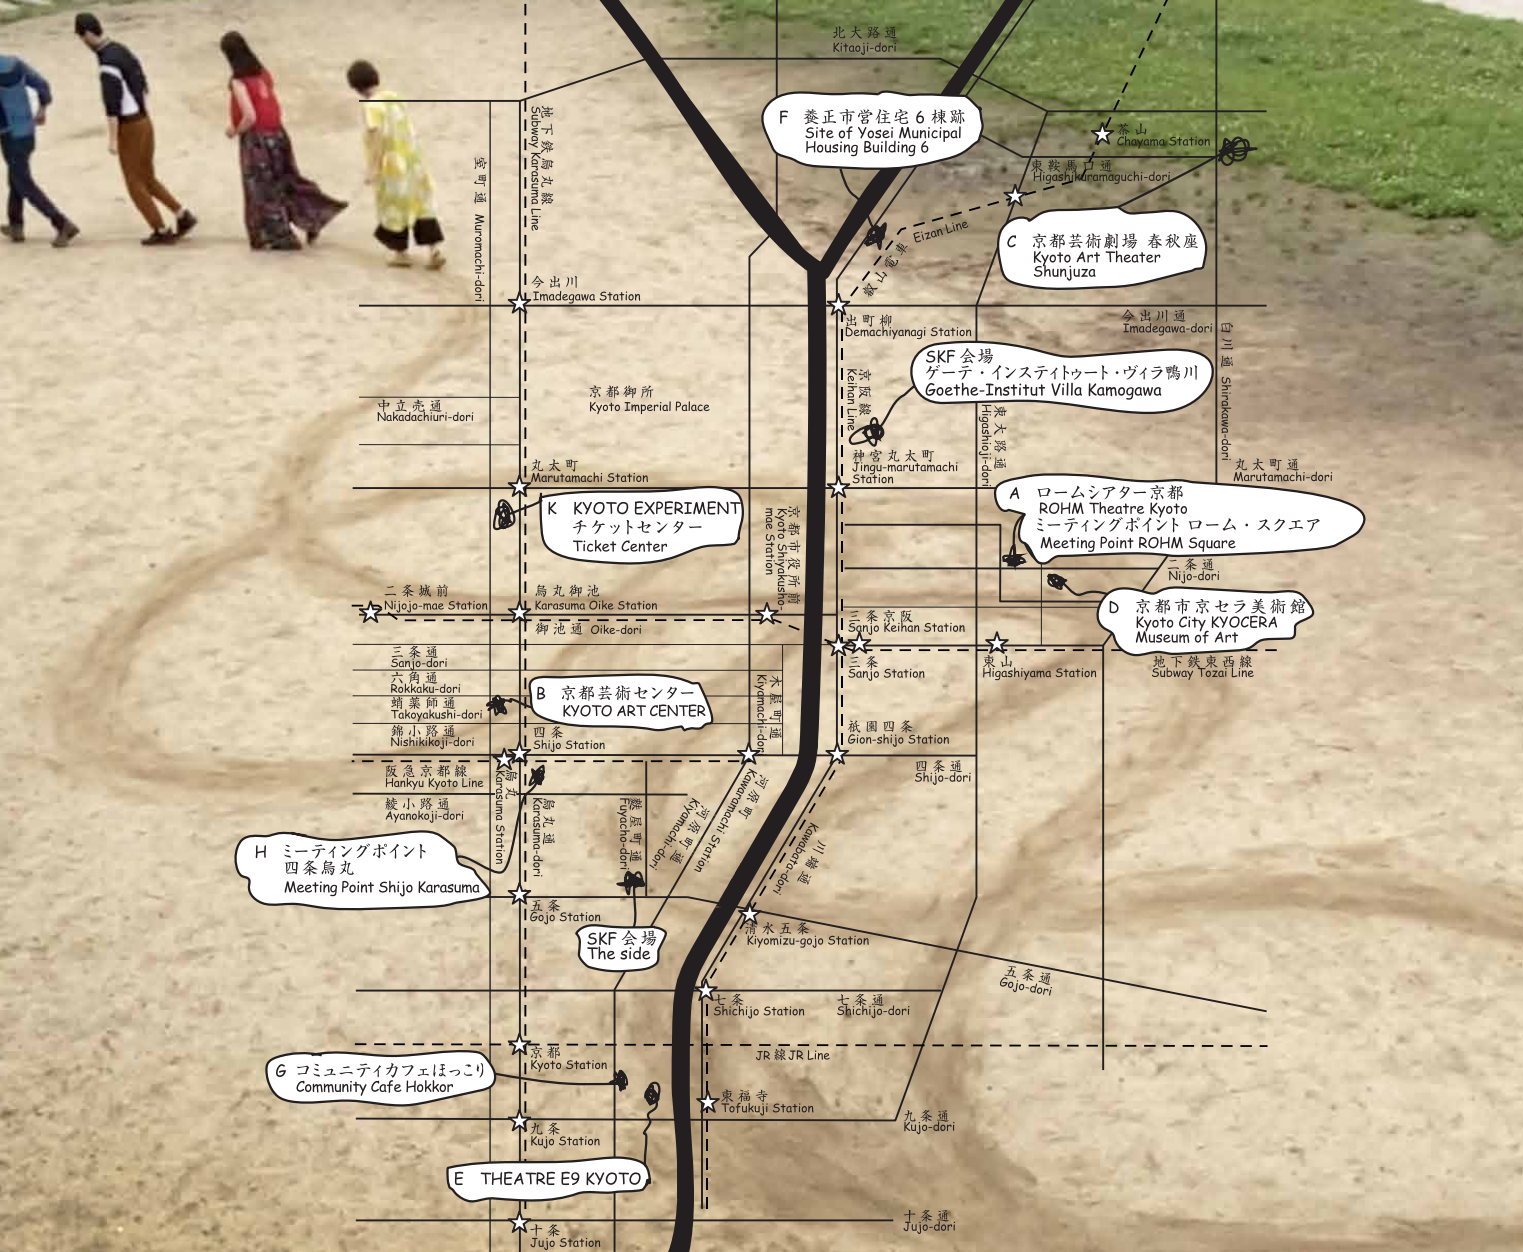 北大路通
Kitaoji-dori
地下鉄烏丸線
Subway Karasuma Line
室町通 Muromachi-dori
F 養正市営住宅 6 棟跡
Site of Yosei Municipal
Housing Building 6
茶山
Chayama Station
東鞍馬口通
Higashikuramaguchi-dori
叡山電車 Eizan Line
C 京都芸術劇場 春秋座
Kyoto Art Theater
Shunjuza
今出川
Imadegawa Station
出町柳
Demachiyanagi Station
今出川通
Imadegawa-dori
白川通 Shirakawa-dori
SKF 会場
ゲーテ・インスティトゥート・ヴィラ鴨川
Goethe-Institut Villa Kamogawa
京阪線
Keihan Line
京都御所
Kyoto Imperial Palace
中立売通
Nakadachiuri-dori
東大路通
Higashioji-dori
丸太町
Marutamachi Station
神宮丸太町
Jingu-marutamachi
Station
丸太町通
Marutamachi-dori
K KYOTO EXPERIMENT
チケットセンター
Ticket Center
京都市役所前
Kyoto Shiyakusho-
mae Station
A ロームシアター京都
ROHM Theatre Kyoto
ミーティングポイント ローム・スクエア
Meeting Point ROHM Square
二条通
Nijo-dori
二条城前
Nijojo-mae Station
烏丸御池
Karasuma Oike Station
御池通 Oike-dori
三条京阪
Sanjo Keihan Station
D 京都市京セラ美術館
Kyoto City KYOCERA
Museum of Art
三条通
Sanjo-dori
三条
Sanjo Station
東山
Higashiyama Station
地下鉄東西線
Subway Tozai Line
六角通
Rokkaku-dori
蛸薬師通
Takoyakushi-dori
B 京都芸術センター
KYOTO ART CENTER
木屋町通
Kiyamachi-dori
錦小路通
Nishikikoji-dori
四条
Shijo Station
祇園四条
Gion-shijo Station
四条通
Shijo-dori
阪急京都線
Hankyu Kyoto Line
烏丸
Karasuma Station
綾小路通
Ayanokoji-dori
烏丸通
Karasuma-dori
麸屋町通
Fuyacho-dori
河原町通
Kiyamachi-dori
河原町
Kawaramachi Station
川端通
Kawabata-dori
H ミーティングポイント
四条烏丸
Meeting Point Shijo Karasuma
五条
Gojo Station
SKF 会場
The side
清水五条
Kiyomizu-gojo Station
五条通
Gojo-dori
七条
Shichijo Station
七条通
Shichijo-dori
京都
Kyoto Station
JR 線 JR Line
G コミュニティカフェほっこり
Community Cafe Hokkor
東福寺
Tofukuji Station
九条
Kujo Station
九条通
Kujo-dori
E THEATRE E9 KYOTO
十条
Jujo Station
十条通
Jujo-dori